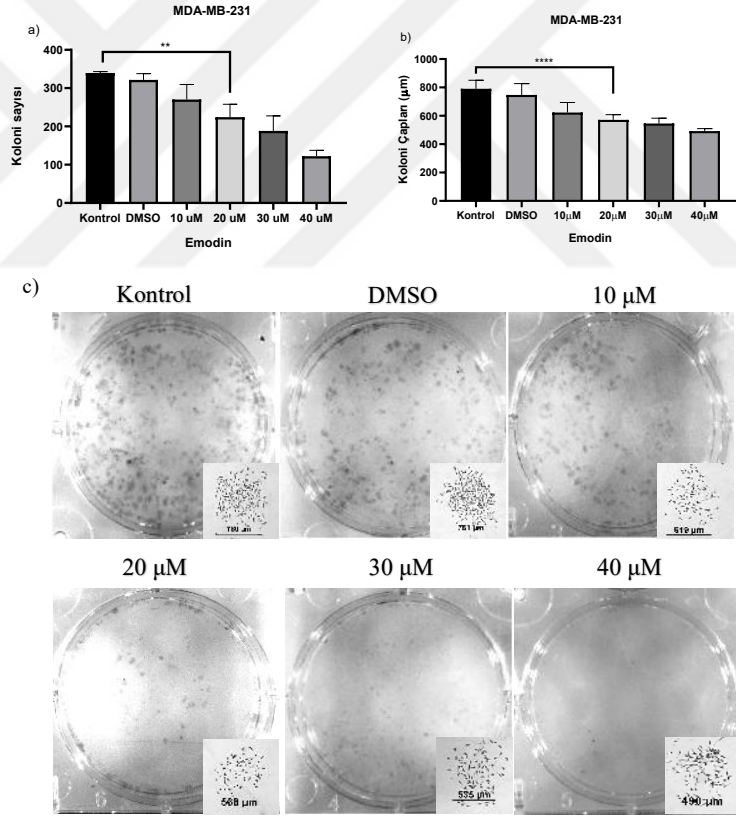 MDA-MB-231
a)
**
Koloni sayısı
400
300
200
100
0
Kontrol DMSO 10 uM 20 uM 30 uM 40 uM
Emodin
MDA-MB-231
b)
****
Koloni Çapları (μm)
1000
800
600
400
200
0
Kontrol DMSO 10μM 20μM 30μM 40μM
Emodin
c)
Kontrol DMSO 10 μM
780 μm
751 μm
619 μm
20 μM 30 μM 40 μM
μm
535 μm
490 μm